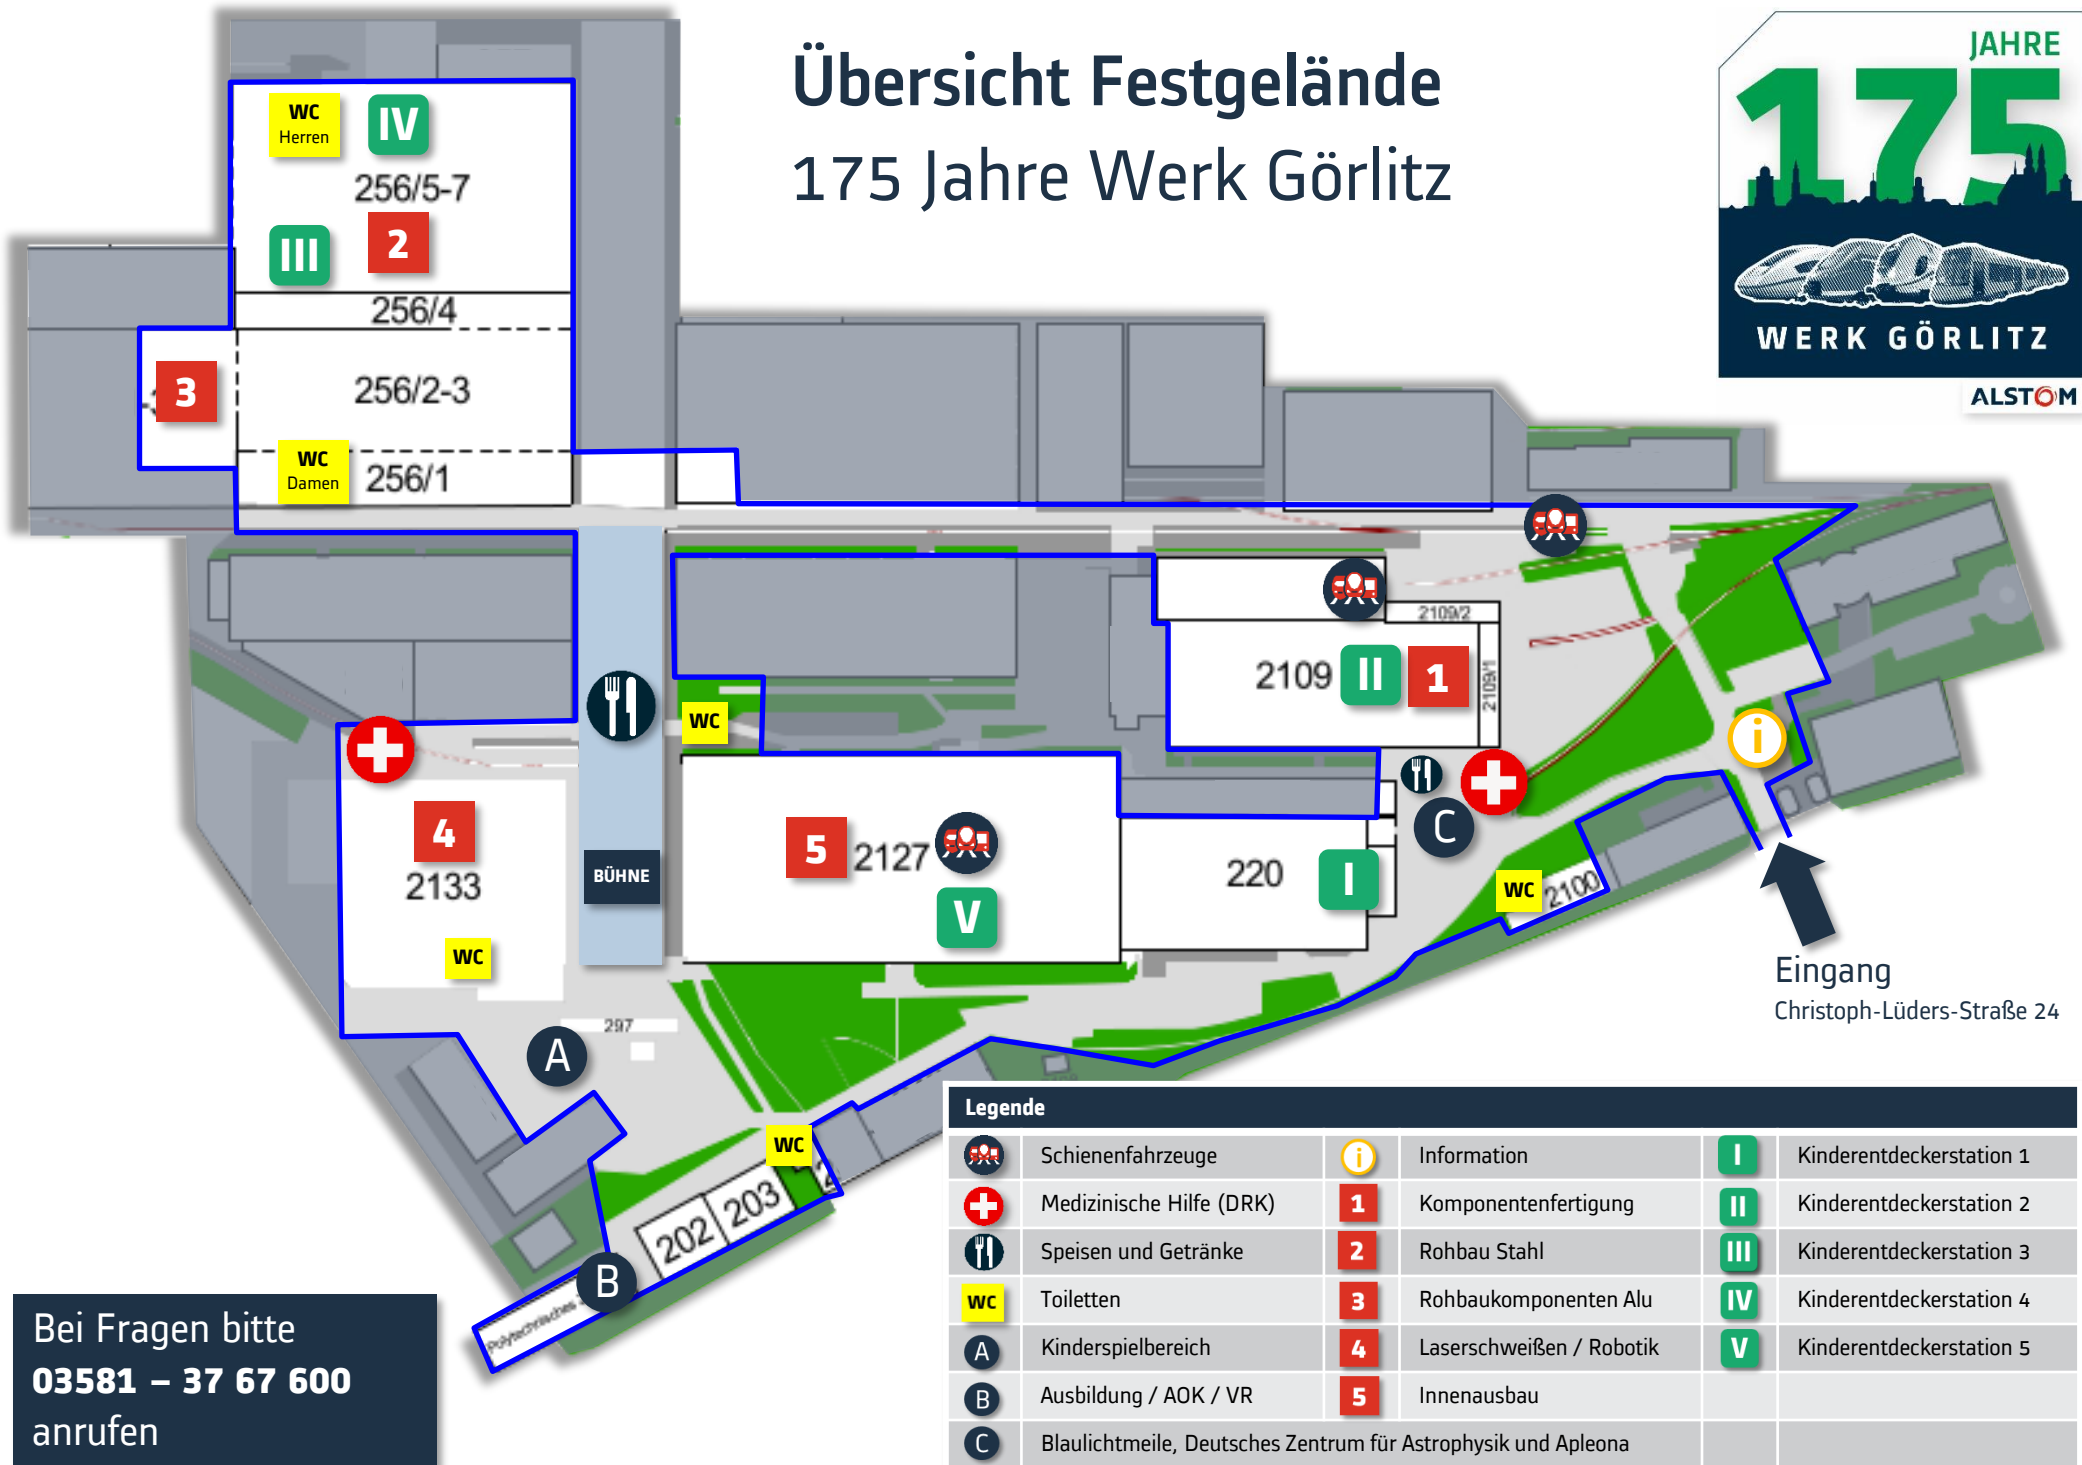 Übersicht Festgelände
175 Jahre Werk Görlitz
JAHRE
175
WERK GÖRLITZ
ALSTOM
WC
Herren
IV
256/5-7
III
2
256/4
3
256/2-3
WC
Damen
256/1
2109/2
2109
II
1
2109/1
WC
i
4
2133
BÜHNE
5
2127
V
220
I
C
WC
2100
WC
Eingang
Christoph-Lüders-Straße 24
297
A
WC
203
202
B
Polytechnisches
Bei Fragen bitte
03581 – 37 67 600
anrufen
Legende
Schienenfahrzeuge
i Information
I Kinderentdeckerstation 1
Medizinische Hilfe (DRK)
1 Komponentenfertigung
II Kinderentdeckerstation 2
Speisen und Getränke
2 Rohbau Stahl
III Kinderentdeckerstation 3
WC Toiletten
3 Rohbaukomponenten Alu
IV Kinderentdeckerstation 4
A Kinderspielbereich
4 Laserschweißen / Robotik
V Kinderentdeckerstation 5
B Ausbildung / AOK / VR
5 Innenausbau
C Blaulichtmeile, Deutsches Zentrum für Astrophysik und Apleona